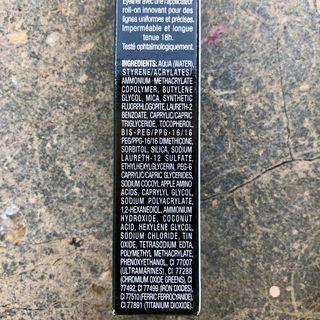 Eyeliner avec une l'applicateur
roll-on innovant pour des
lignes uniformes et précises.
Imperméable et longue
tenue 18h.
Testé ophtalmologiquement.
INGREDIENTS: AQUA (WATER),
STYRENE/ACRYLATES/
AMMONIUM METHACRYLATE
COPOLYMER, BUTYLENE
GLYCOL, MICA, SYNTHETIC
FLUORPHLOGOPITE, LAURETH-2
BENZOATE, CAPRYLIC/CAPRIC
TRIGLYCERIDE, TOCOPHEROL,
BIS-PEG/PPG-16/16
PEG/PPG-16/16 DIMETHICONE,
SORBITOL, SILICA, SODIUM
LAURETH-12 SULFATE,
ETHYLHEXYLGLYCERIN, PEG-6
CAPRYLIC/CAPRIC GLYCERIDES,
SODIUM COCOYL APPLE AMINO
ACIDS, CAPRYLYL GLYCOL,
SODIUM POLYACRYLATE,
1,2-HEXANEDIOL, AMMONIUM
HYDROXIDE, COCONUT
ACID, HEXYLENE GLYCOL,
SODIUM CHLORIDE, TIN
OXIDE, TETRASODIUM EDTA,
POLYMETHYL METHACRYLATE,
PHENOXYETHANOL, CI 77007
(ULTRAMARINES), CI 77288
(CHROMIUM OXIDE GREENS), CI
77492, CI 77499 (IRON OXIDES),
CI 77510 (FERRIC FERROCYANIDE),
CI 77891 (TITANIUM DIOXIDE).